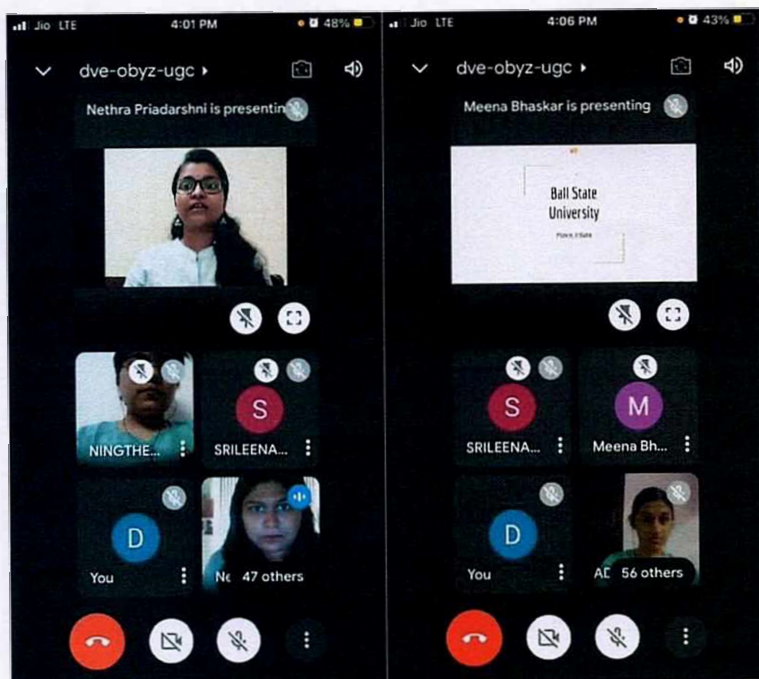 Jio LTE 4:01 PM 48%
dve-obyz-ugc
Nethra Priadarshni is presentin
NINGTHE...
S
SRILEENA...
D
You
Ne 47 others
Jio LTE 4:06 PM 43%
dve-obyz-ugc
Meena Bhaskar is presenting
Ball State
University
S
SRILEENA...
M
Meena Bh...
D
You
AD 56 others